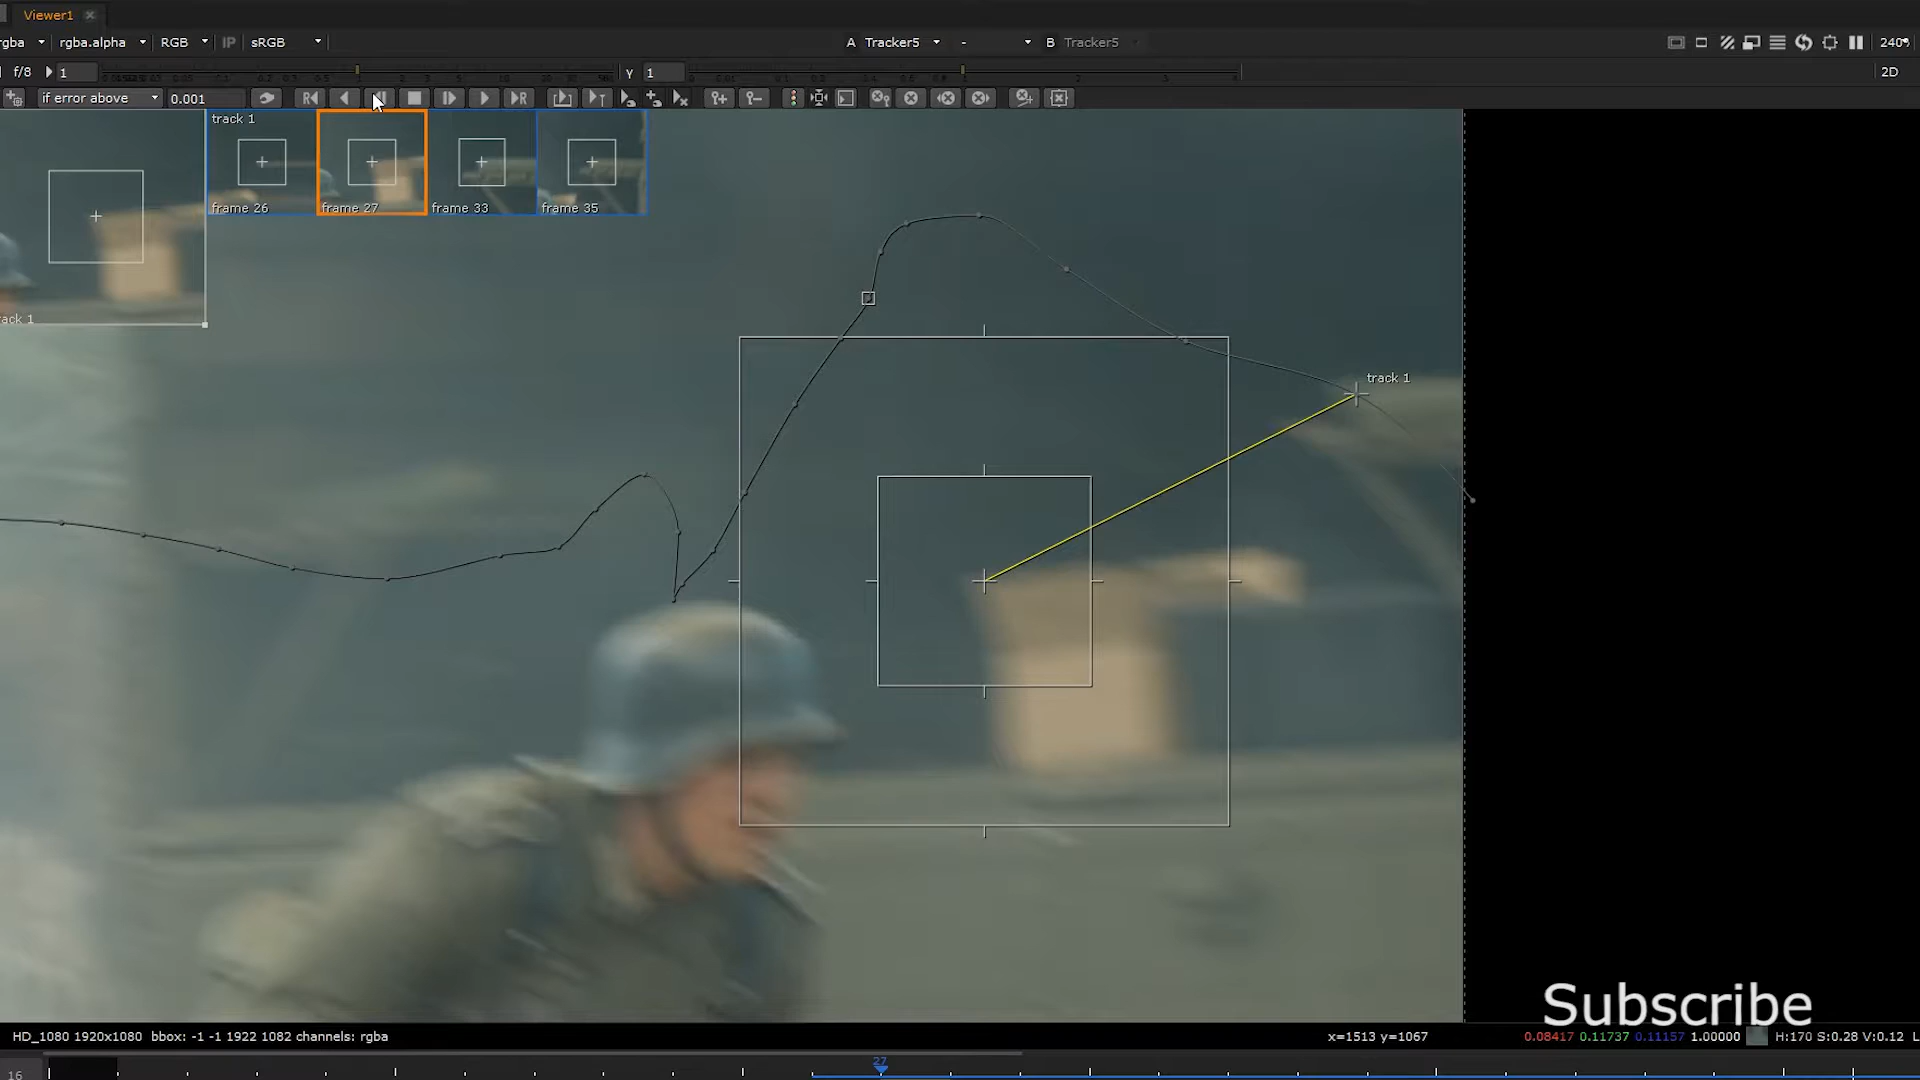 Viewer1
rgba rgba.alpha RGB IP sRGB A Tracker5 - B Tracker5 240%
f/8 1 y 1 2D
if error above 0.001
track 1
frame 26 frame 27 frame 33 frame 35
ack 1
track 1
Subscribe
HD_1080 1920x1080 bbox: -1 -1 1922 1082 channels: rgba x=1513 y=1067 0.08417 0.11737 0.11157 1.00000 H:170 S:0.28 V:0.12 L
27
16